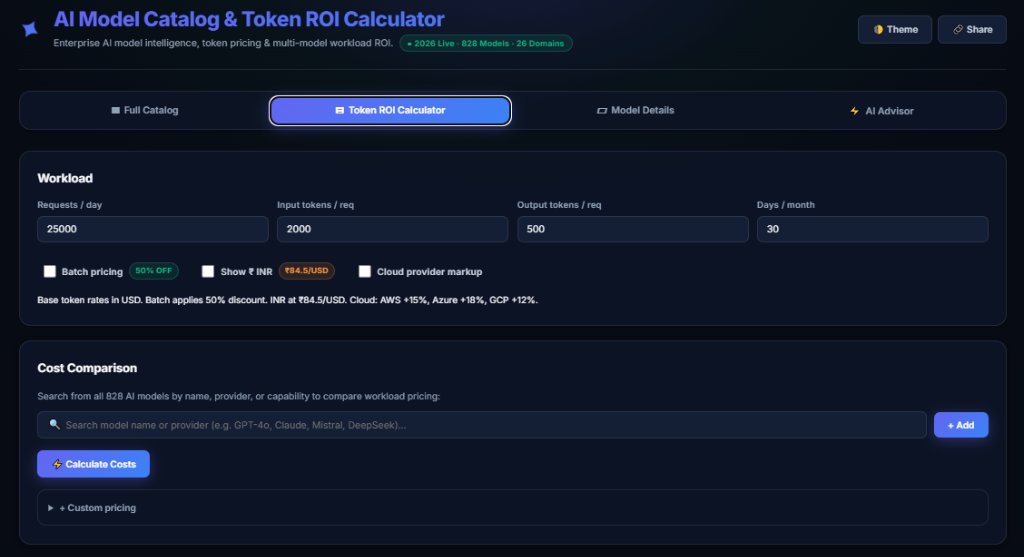 AI Model Catalog & Token ROI Calculator
Enterprise AI model intelligence, token pricing & multi-model workload ROI.
2026 Live · 828 Models · 26 Domains
Theme
Share
Full Catalog
Token ROI Calculator
Model Details
AI Advisor
Workload
Requests / day
Input tokens / req
Output tokens / req
Days / month
25000
2000
500
30
Batch pricing
50% OFF
Show ₹ INR
₹84.5/USD
Cloud provider markup
Base token rates in USD. Batch applies 50% discount. INR at ₹84.5/USD. Cloud: AWS +15%, Azure +18%, GCP +12%.
Cost Comparison
Search from all 828 AI models by name, provider, or capability to compare workload pricing:
Search model name or provider (e.g. GPT-4o, Claude, Mistral, DeepSeek)...
+ Add
Calculate Costs
+ Custom pricing